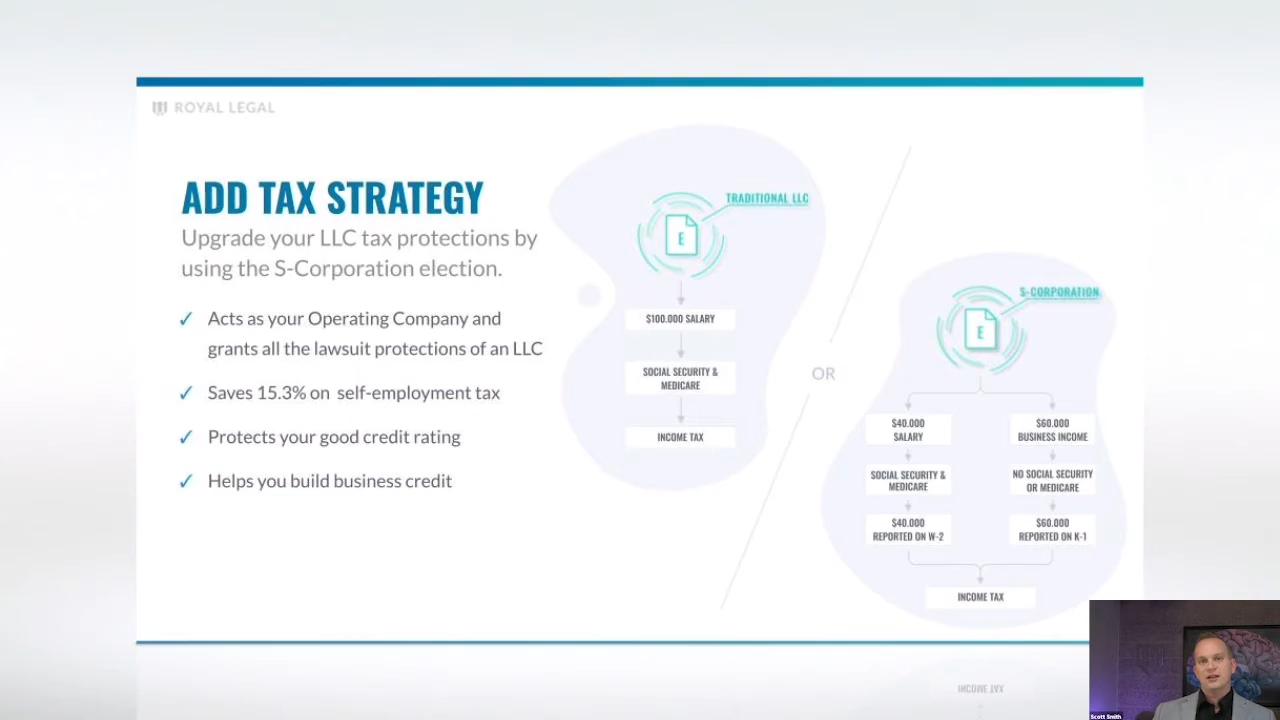 ROYAL LEGAL
ADD TAX STRATEGY
Upgrade your LLC tax protections by
using the S-Corporation election.
✓ Acts as your Operating Company and
grants all the lawsuit protections of an LLC
✓ Saves 15.3% on self-employment tax
✓ Protects your good credit rating
✓ Helps you build business credit
TRADITIONAL LLC
E
$100.000 SALARY
SOCIAL SECURITY &
MEDICARE
INCOME TAX
OR
S-CORPORATION
E
$40.000
SALARY
SOCIAL SECURITY &
MEDICARE
$40.000
REPORTED ON W-2
$60.000
BUSINESS INCOME
NO SOCIAL SECURITY
OR MEDICARE
$60.000
REPORTED ON K-1
INCOME TAX
INCOME TAX
Scott Smith